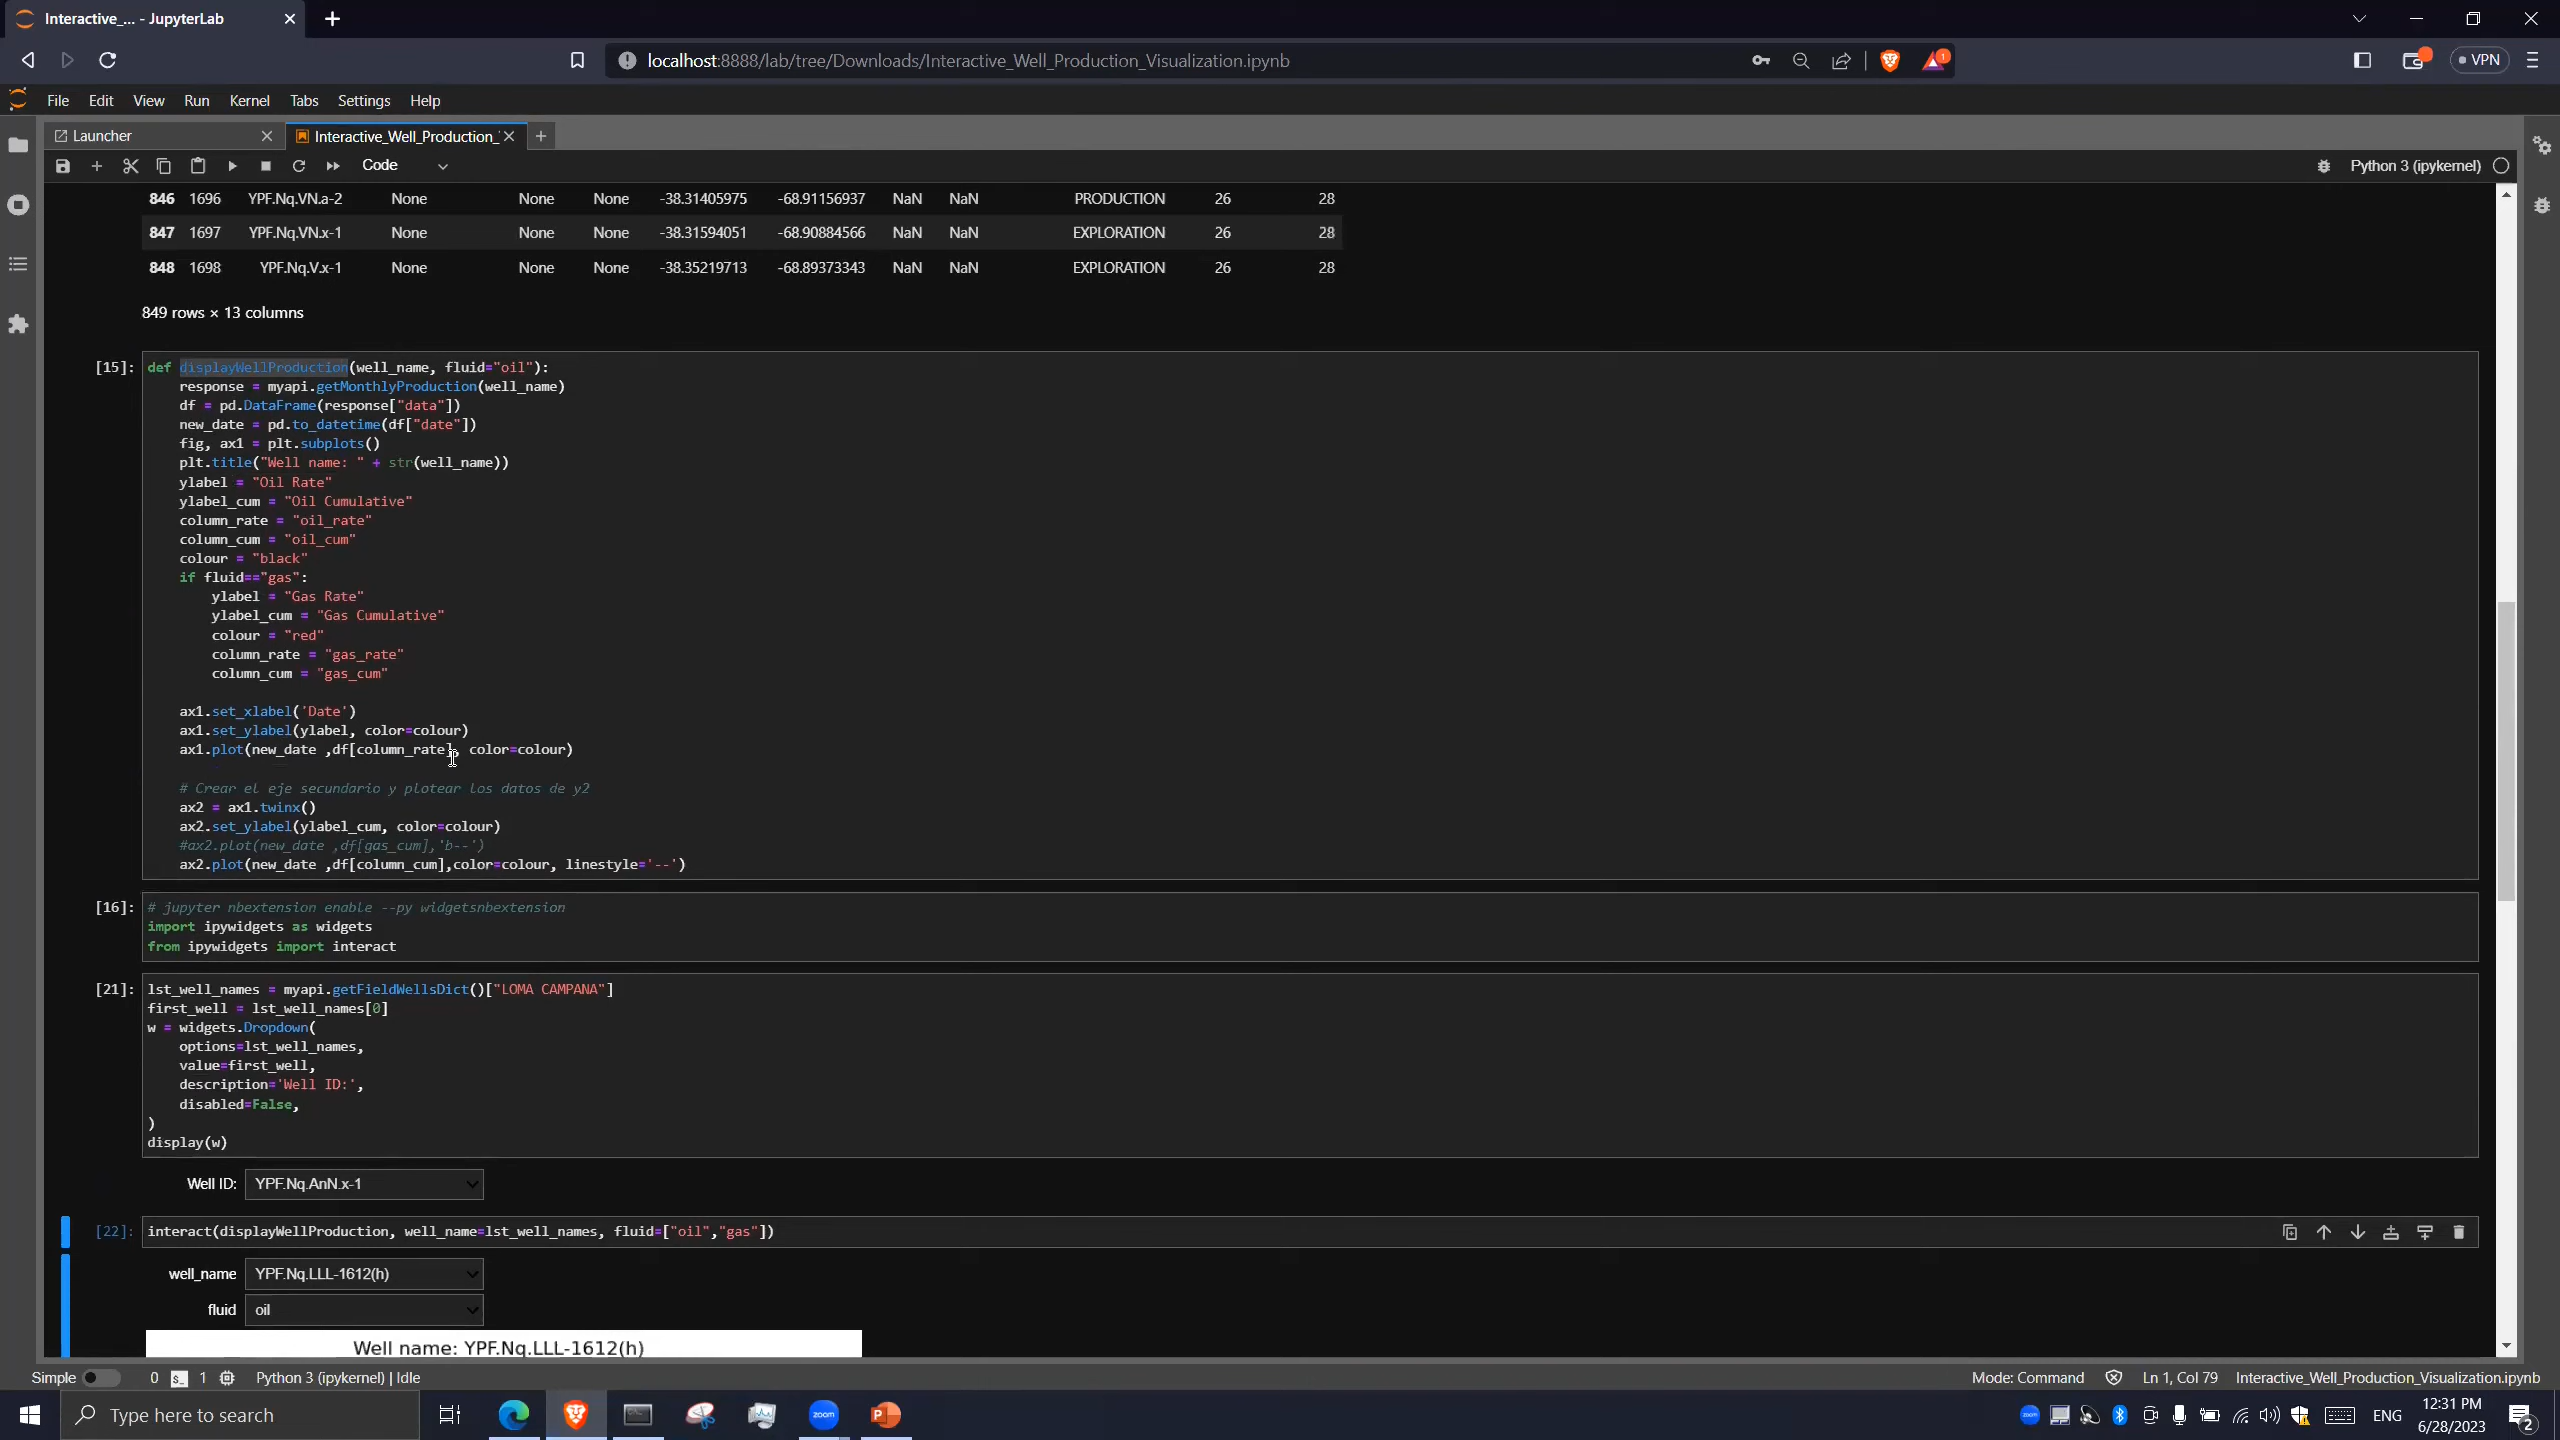 Interactive_... - JupyterLab
localhost:8888/lab/tree/Downloads/Interactive_Well_Production_Visualization.ipynb
1
VPN
File Edit View Run Kernel Tabs Settings Help
Launcher
Interactive_Well_Production_
Code
Python 3 (ipykernel)
846 1696 YPF.Nq.VN.a-2 None None None -38.31405975 -68.91156937 NaN NaN PRODUCTION 26 28
847 1697 YPF.Nq.VN.x-1 None None None -38.31594051 -68.90884566 NaN NaN EXPLORATION 26 28
848 1698 YPF.Nq.V.x-1 None None None -38.35219713 -68.89373343 NaN NaN EXPLORATION 26 28
849 rows × 13 columns
[15]: def displayWellProduction(well_name, fluid="oil"):
response = myapi.getMonthlyProduction(well_name)
df = pd.DataFrame(response["data"])
new_date = pd.to_datetime(df["date"])
fig, ax1 = plt.subplots()
plt.title("Well name: " + str(well_name))
ylabel = "Oil Rate"
ylabel_cum = "Oil Cumulative"
column_rate = "oil_rate"
column_cum = "oil_cum"
colour = "black"
if fluid=="gas":
ylabel = "Gas Rate"
ylabel_cum = "Gas Cumulative"
colour = "red"
column_rate = "gas_rate"
column_cum = "gas_cum"
ax1.set_xlabel('Date')
ax1.set_ylabel(ylabel, color=colour)
ax1.plot(new_date ,df[column_rate], color=colour)
# Crear el eje secundario y plotear los datos de y2
ax2 = ax1.twinx()
ax2.set_ylabel(ylabel_cum, color=colour)
#ax2.plot(new_date ,df[gas_cum],'b--')
ax2.plot(new_date ,df[column_cum],color=colour, linestyle='--')
[16]: # jupyter nbextension enable --py widgetsnbextension
import ipywidgets as widgets
from ipywidgets import interact
[21]: lst_well_names = myapi.getFieldWellsDict()["LOMA CAMPANA"]
first_well = lst_well_names[0]
w = widgets.Dropdown(
options=lst_well_names,
value=first_well,
description='Well ID:',
disabled=False,
)
display(w)
Well ID: YPF.Nq.AnN.x-1
[22]: interact(displayWellProduction, well_name=lst_well_names, fluid=["oil","gas"])
well_name YPF.Nq.LLL-1612(h)
fluid oil
Well name: YPF.Nq.LLL-1612(h)
Simple 0 1 Python 3 (ipykernel) | Idle Mode: Command Ln 1, Col 79 Interactive_Well_Production_Visualization.ipynb
Type here to search
zoom
ENG
12:31 PM
6/28/2023
2